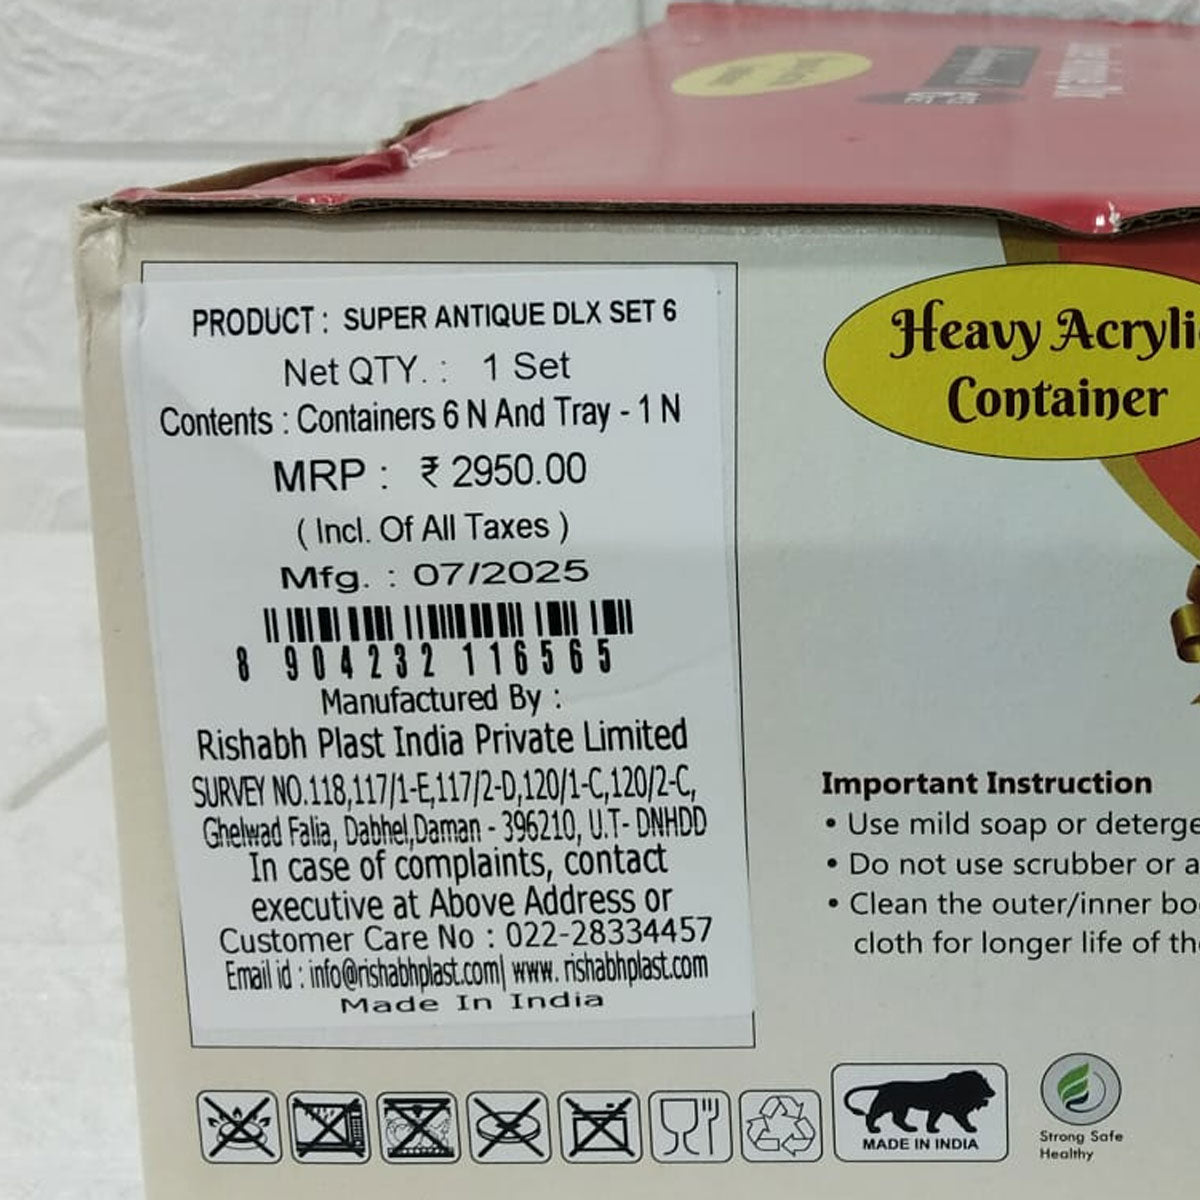 PRODUCT : SUPER ANTIQUE DLX SET 6
Net QTY. : 1 Set
Contents : Containers 6 N And Tray - 1 N
MRP : ₹ 2950.00
( Incl. Of All Taxes )
Mfg. : 07/2025
8 904232 116565
Manufactured By :
Rishabh Plast India Private Limited
SURVEY NO.118,117/1-E,117/2-D,120/1-C,120/2-C,
Ghelwad Falia, Dabhel,Daman - 396210, U.T- DNHDD
In case of complaints, contact
executive at Above Address or
Customer Care No : 022-28334457
Email id : info@rishabhplast.com| www. rishabhplast.com
Made In India
Heavy Acryli
Container
Important Instruction
• Use mild soap or deterge
• Do not use scrubber or a
• Clean the outer/inner bo
cloth for longer life of th
MADE IN INDIA
Strong Safe
Healthy